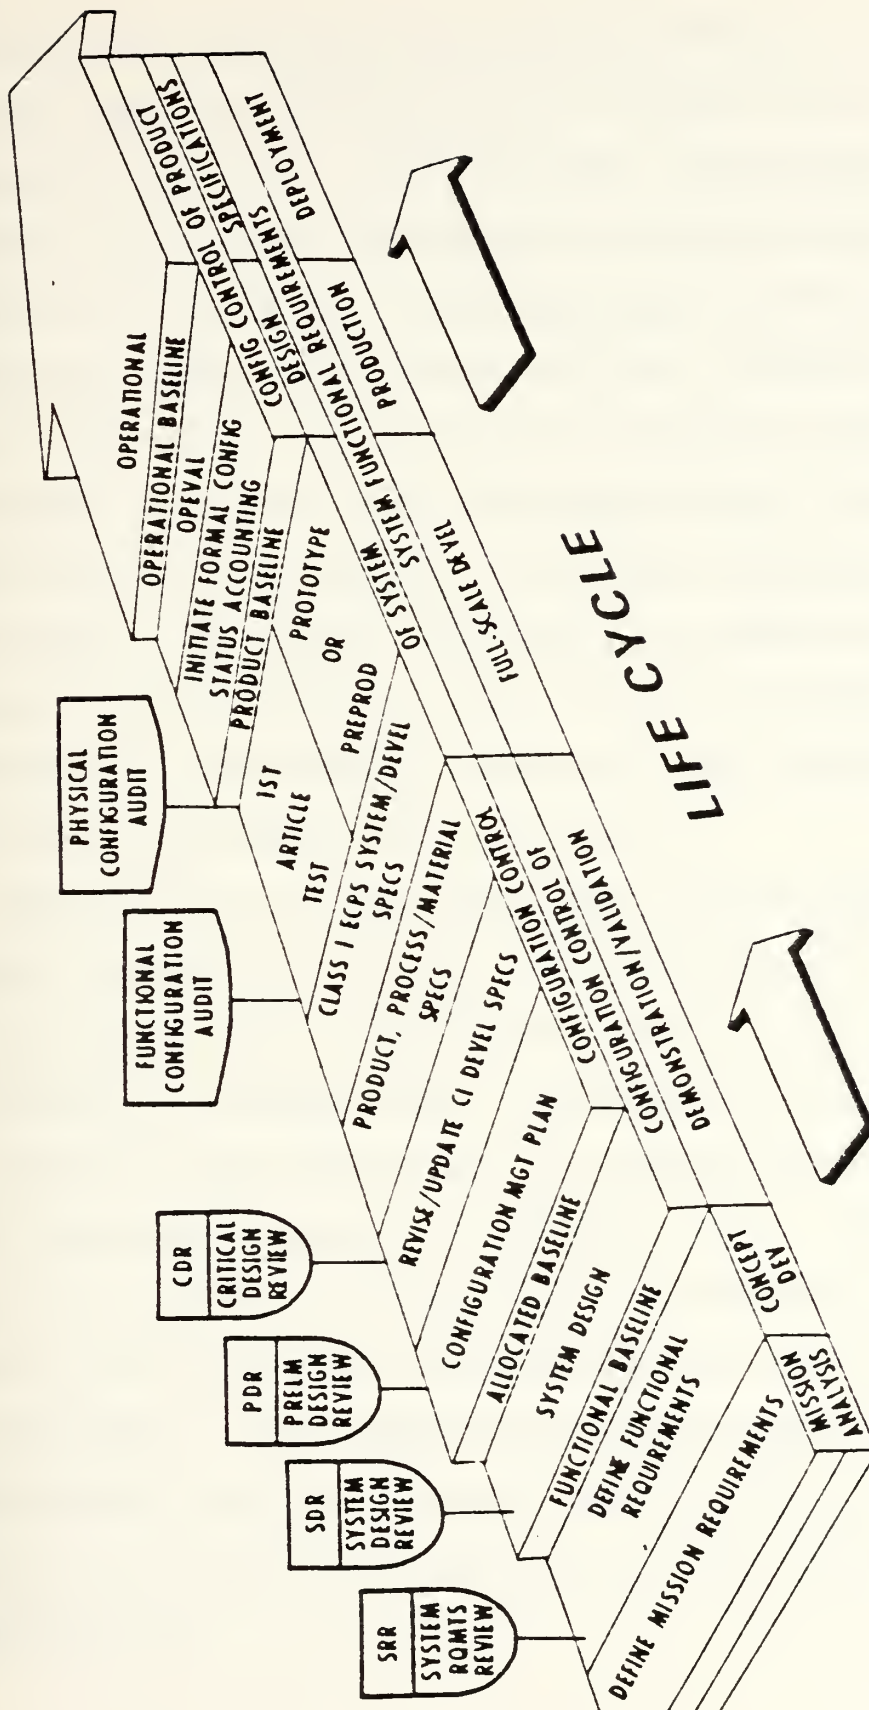 SRR
SYSTEM
RQMTS
REVIEW
SDR
SYSTEM
DESIGN
REVIEW
PDR
PRELM
DESIGN
REVIEW
CDR
CRITICAL
DESIGN
REVIEW
FUNCTIONAL
CONFIGURATION
AUDIT
PHYSICAL
CONFIGURATION
AUDIT
DEFINE MISSION REQUIREMENTS
DEFINE FUNCTIONAL
REQUIREMENTS
FUNCTIONAL BASELINE
SYSTEM DESIGN
ALLOCATED BASELINE
CONFIGURATION MGT PLAN
REVISE/UPDATE CI DEVEL SPECS
PRODUCT, PROCESS/MATERIAL
SPECS
CLASS I ECPS SYSTEM/DEVEL
SPECS
1ST
ARTICLE
TEST
PROTOTYPE
OR
PREPROD
PRODUCT BASELINE
STATUS ACCOUNTING
INITIATE FORMAL CONFIG
OPEVAL
OPERATIONAL BASELINE
OPERATIONAL
CONFIG CONTROL OF PRODUCT
CONFIGURATION CONTROL OF SYSTEM DESIGN SPECIFICATIONS
CONFIGURATION CONTROL OF SYSTEM FUNCTIONAL REQUIREMENTS
MISSION
ANALYSIS
CONCEPT
DEV
DEMONSTRATION/VALIDATION
FULL-SCALE DEVEL
PRODUCTION
DEPLOYMENT
LIFE CYCLE